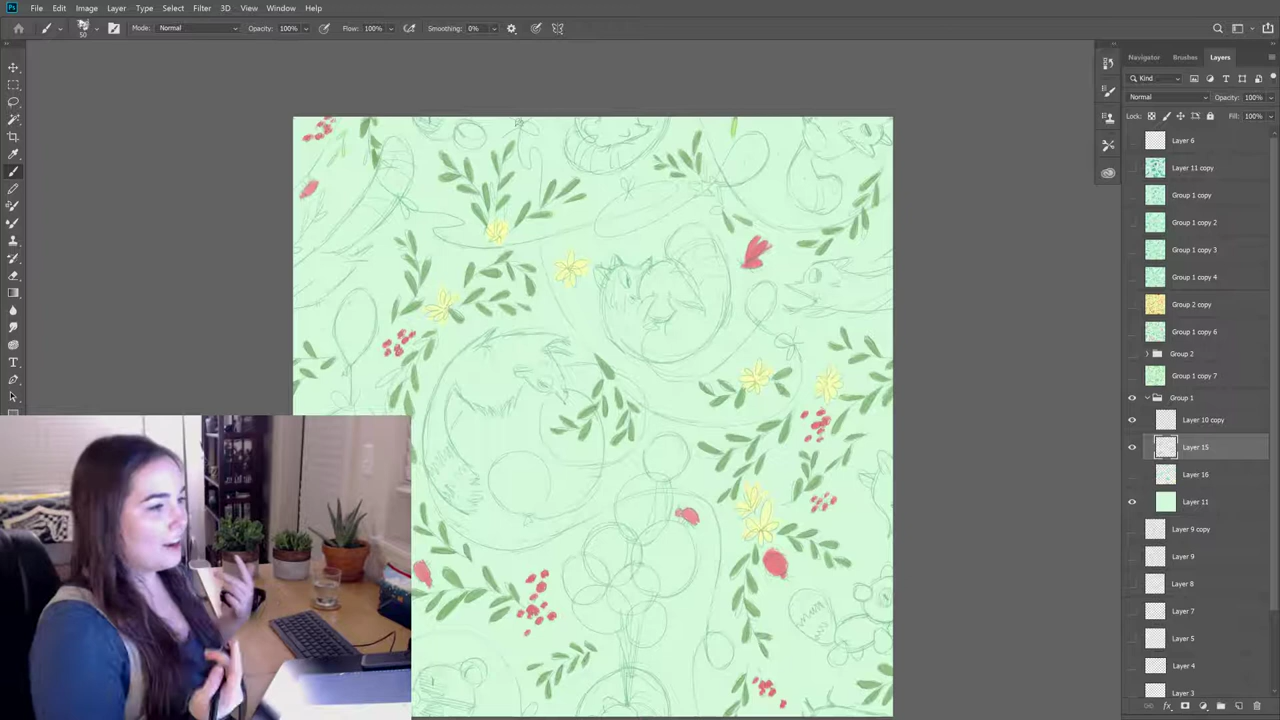 Ps File Edit Image Layer Type Select Filter 3D View Window Help
50 Mode: Normal Opacity: 100% Flow: 100% Smoothing: 0%
Navigator Brushes Layers
Kind
Normal Opacity: 100%
Lock: Fill: 100%
Layer 6
Layer 11 copy
Group 1 copy
Group 1 copy 2
Group 1 copy 3
Group 1 copy 4
Group 2 copy
Group 1 copy 6
Group 2
Group 1 copy 7
Group 1
Layer 10 copy
Layer 15
Layer 16
Layer 11
Layer 9 copy
Layer 9
Layer 8
Layer 7
Layer 5
Layer 4
Layer 3
fx